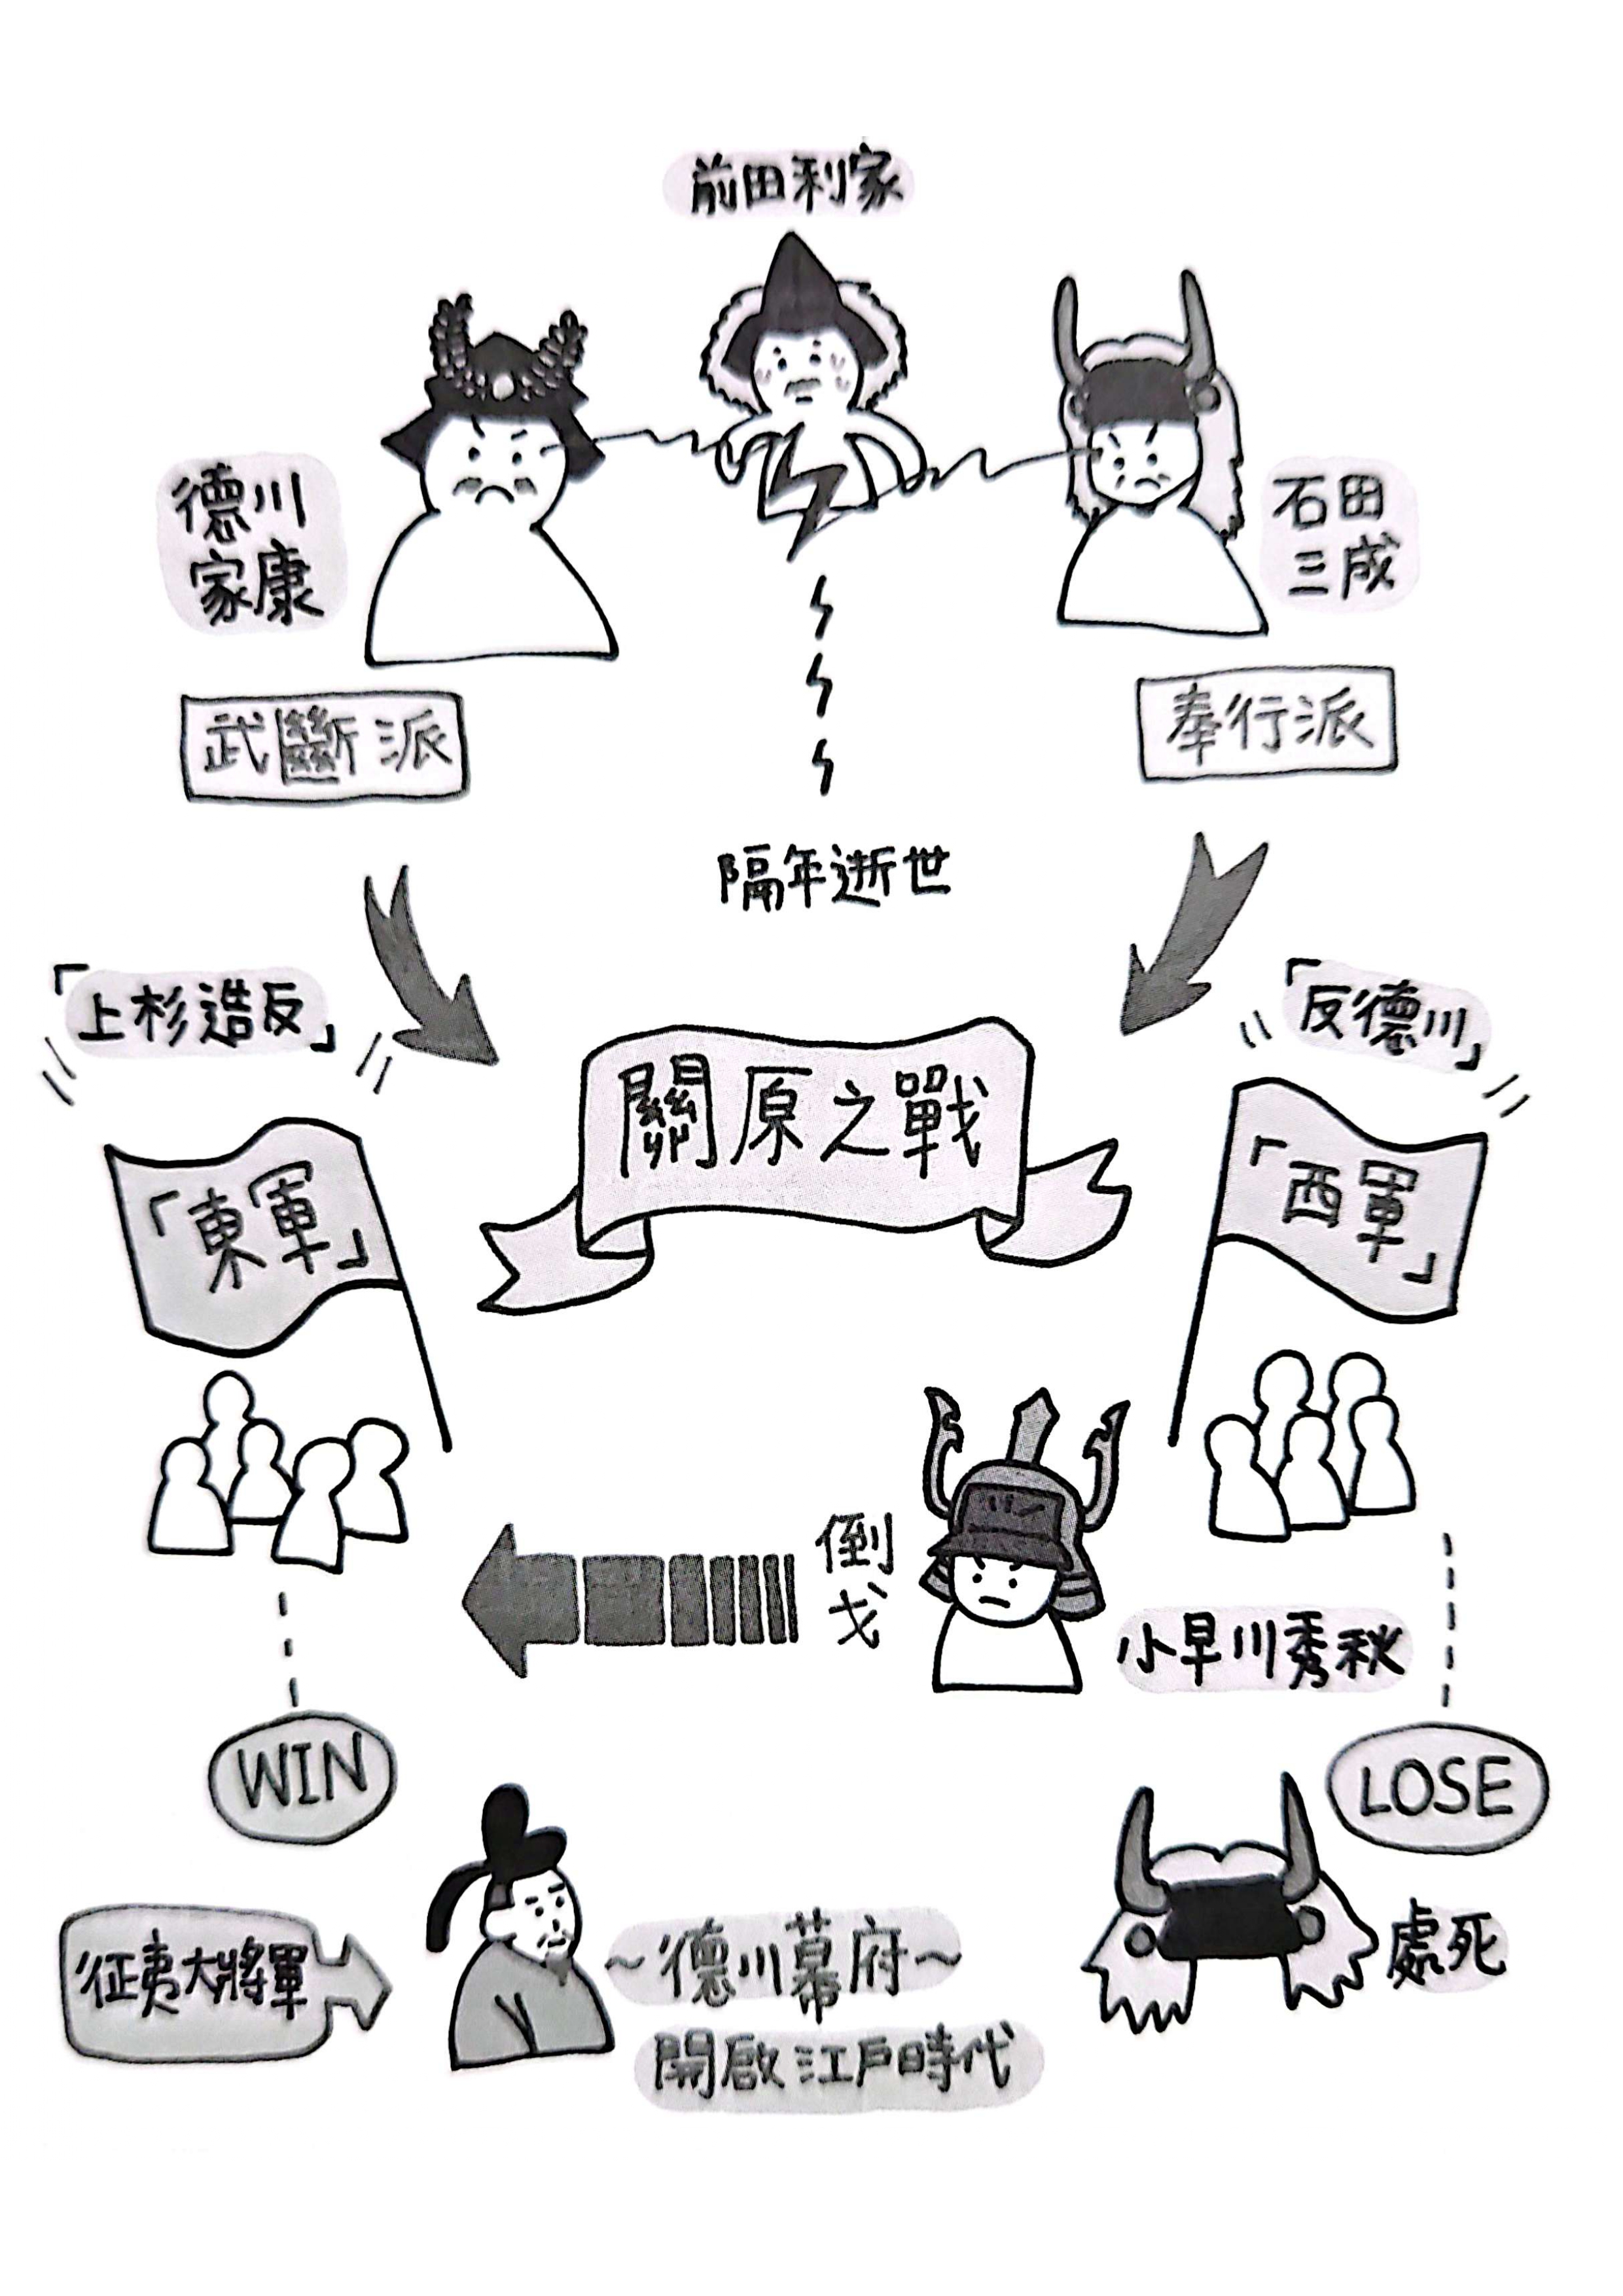 前田利家
德川
家康
石田
三成
武斷派
奉行派
隔年逝世
「上杉造反」
「反德川」
關原之戰
「東軍」
「西軍」
倒
戈
小早川秀秋
WIN
LOSE
征夷大將軍
～德川幕府～
開啟江戶時代
處死